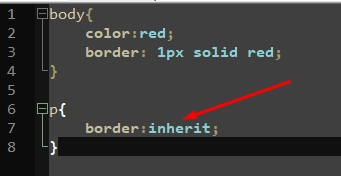 1 body{
2 color:red;
3 border: 1px solid red;
4 }
5
6 p{
7 border:inherit;
8 }